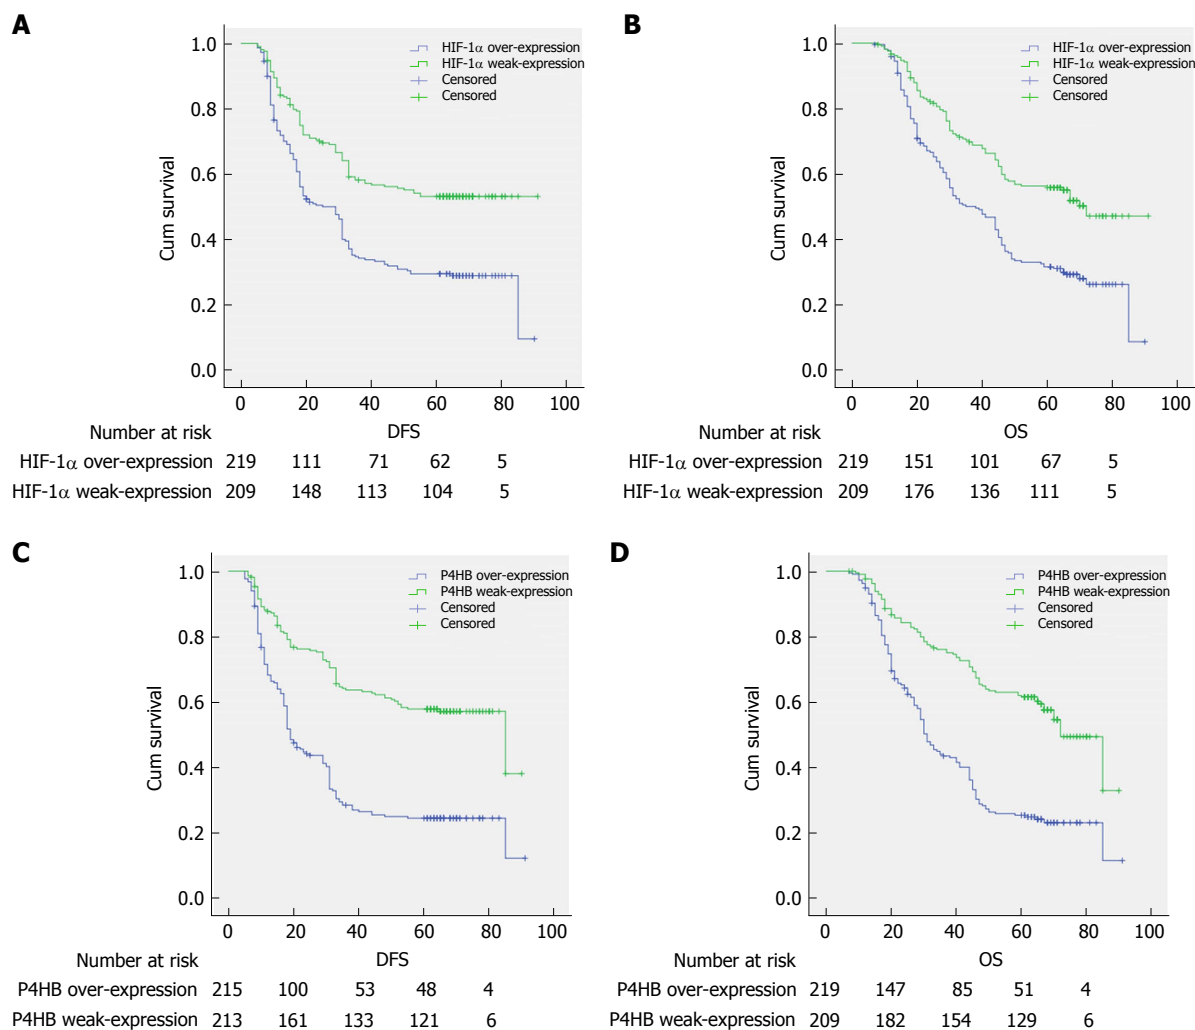 A
1.0
0.8
0.6
0.4
0.2
0.0
Cum survival
HIF-1α over-expression
HIF-1α weak-expression
Censored
Censored
0 20 40 60 80 100
Number at risk DFS
HIF-1α over-expression 219 111 71 62 5
HIF-1α weak-expression 209 148 113 104 5
B
1.0
0.8
0.6
0.4
0.2
0.0
Cum survival
HIF-1α over-expression
HIF-1α weak-expression
Censored
Censored
0 20 40 60 80 100
Number at risk OS
HIF-1α over-expression 219 151 101 67 5
HIF-1α weak-expression 209 176 136 111 5
C
1.0
0.8
0.6
0.4
0.2
0.0
Cum survival
P4HB over-expression
P4HB weak-expression
Censored
Censored
0 20 40 60 80 100
Number at risk DFS
P4HB over-expression 215 100 53 48 4
P4HB weak-expression 213 161 133 121 6
D
1.0
0.8
0.6
0.4
0.2
0.0
Cum survival
P4HB over-expression
P4HB weak-expression
Censored
Censored
0 20 40 60 80 100
Number at risk OS
P4HB over-expression 219 147 85 51 4
P4HB weak-expression 209 182 154 129 6